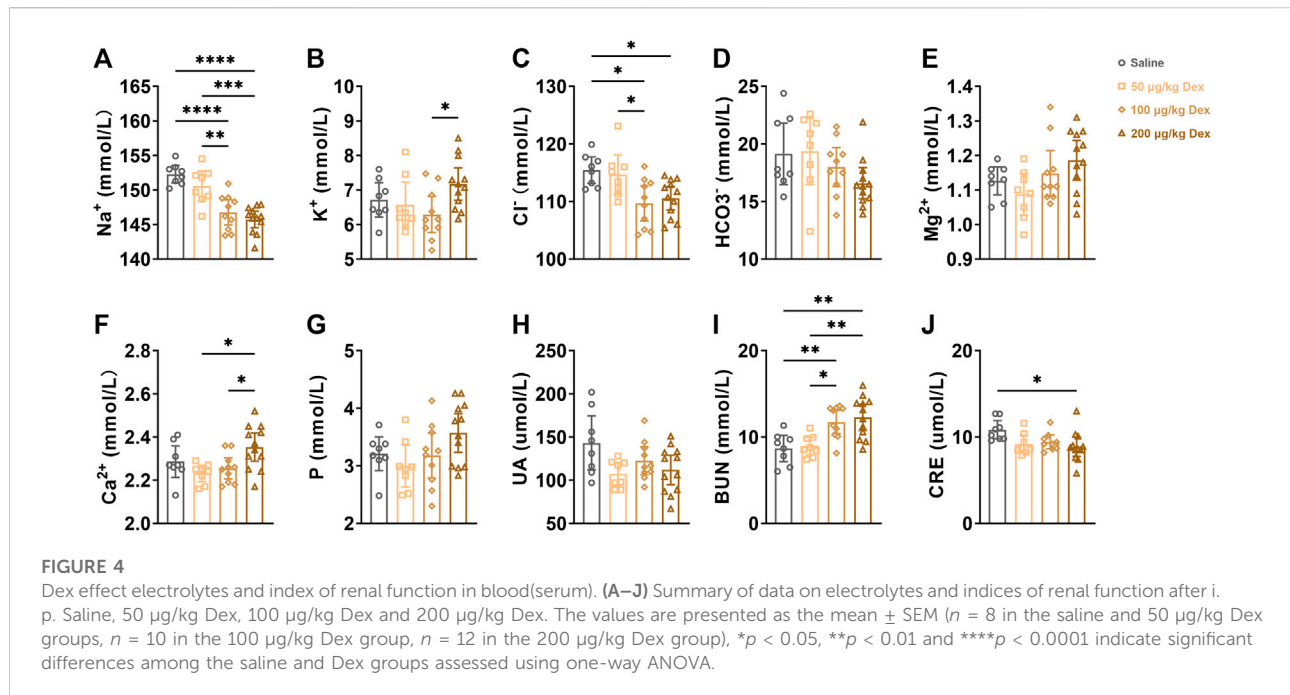 A
B
C
D
E
**** 
***
****
**
Na+ (mmol/L)
165
160
155
150
145
140
*
K+ (mmol/L)
10
9
8
7
6
5
*
*
*
Cl- (mmol/L)
130
120
110
100
HCO3- (mmol/L)
25
20
15
10
Mg2+ (mmol/L)
1.4
1.3
1.2
1.1
1.0
0.9
Saline
50 μg/kg Dex
100 μg/kg Dex
200 μg/kg Dex
F
G
H
I
J
*
*
Ca2+ (mmol/L)
2.8
2.6
2.4
2.2
2.0
P (mmol/L)
5
4
3
2
UA (umol/L)
250
200
150
100
50
**
**
**
*
BUN (mmol/L)
20
10
0
*
CRE (umol/L)
20
10
0
FIGURE 4
Dex effect electrolytes and index of renal function in blood(serum). (A–J) Summary of data on electrolytes and indices of renal function after i.
p. Saline, 50 μg/kg Dex, 100 μg/kg Dex and 200 μg/kg Dex. The values are presented as the mean ± SEM (n = 8 in the saline and 50 μg/kg Dex
groups, n = 10 in the 100 μg/kg Dex group, n = 12 in the 200 μg/kg Dex group), *p < 0.05, **p < 0.01 and ****p < 0.0001 indicate significant
differences among the saline and Dex groups assessed using one-way ANOVA.